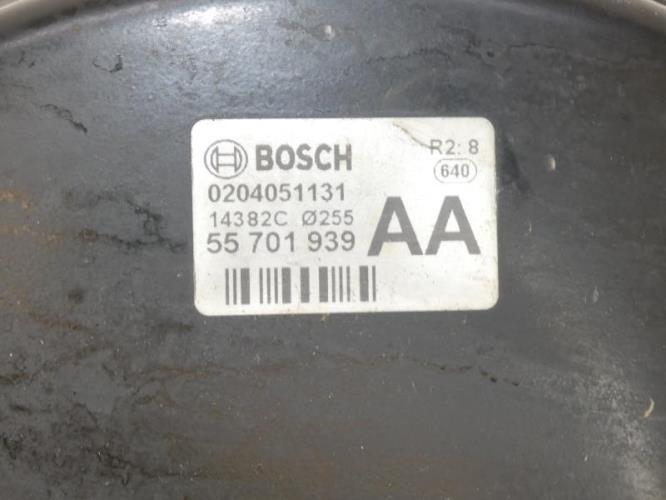 BOSCH R2: 8
640
0204051131
14382C Ø255
55 701 939 AA